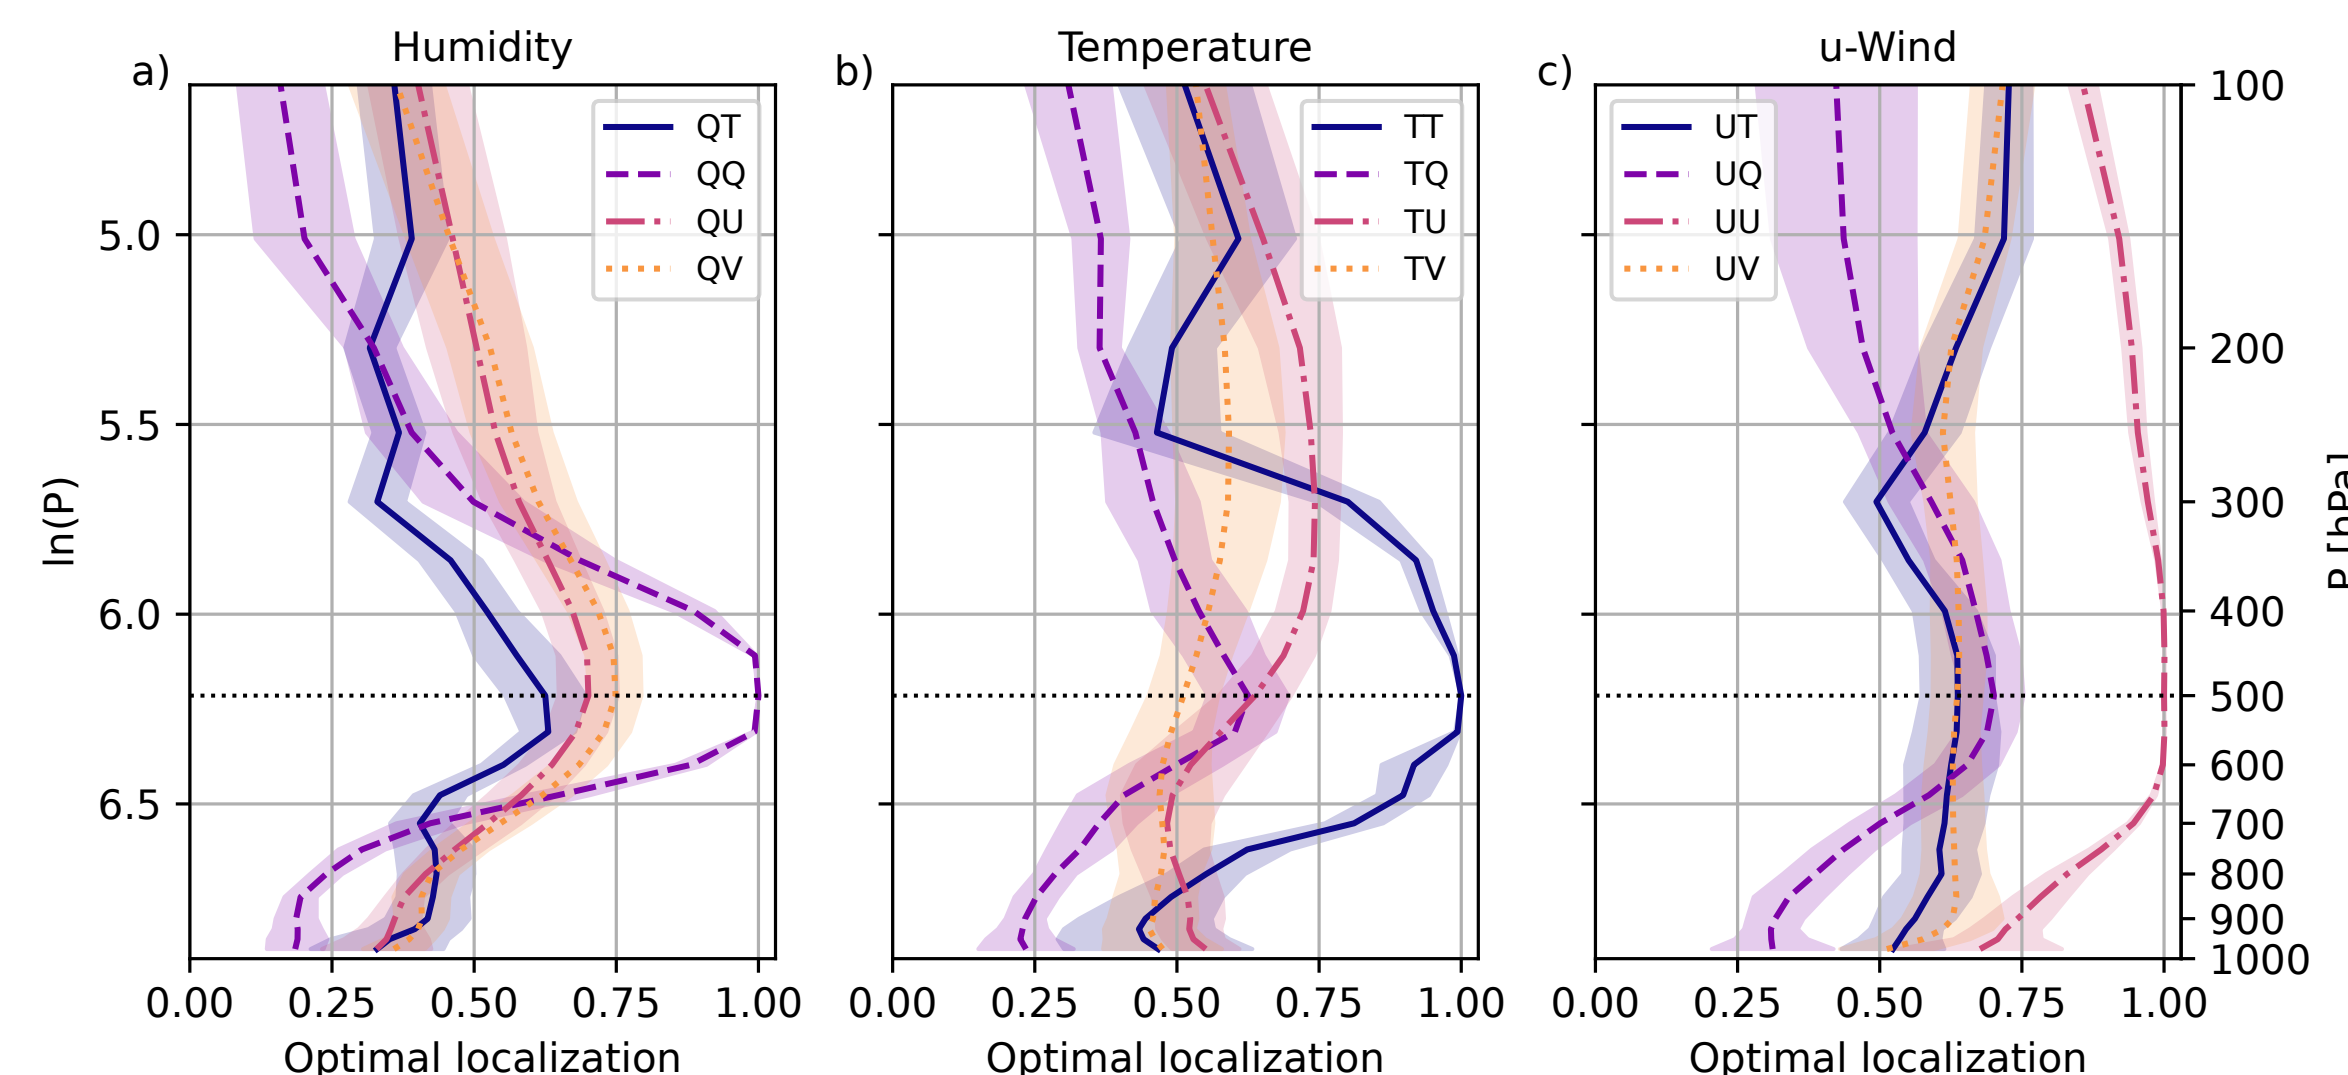 Humidity
Temperature
u-Wind
a)
b)
c)
QT
QQ
QU
QV
TT
TQ
TU
TV
UT
UQ
UU
UV
ln(P)
5.0
5.5
6.0
6.5
100
200
300
400
500
600
700
800
900
1000
P [hPa]
0.00 0.25 0.50 0.75 1.00
0.00 0.25 0.50 0.75 1.00
0.00 0.25 0.50 0.75 1.00
Optimal localization
Optimal localization
Optimal localization